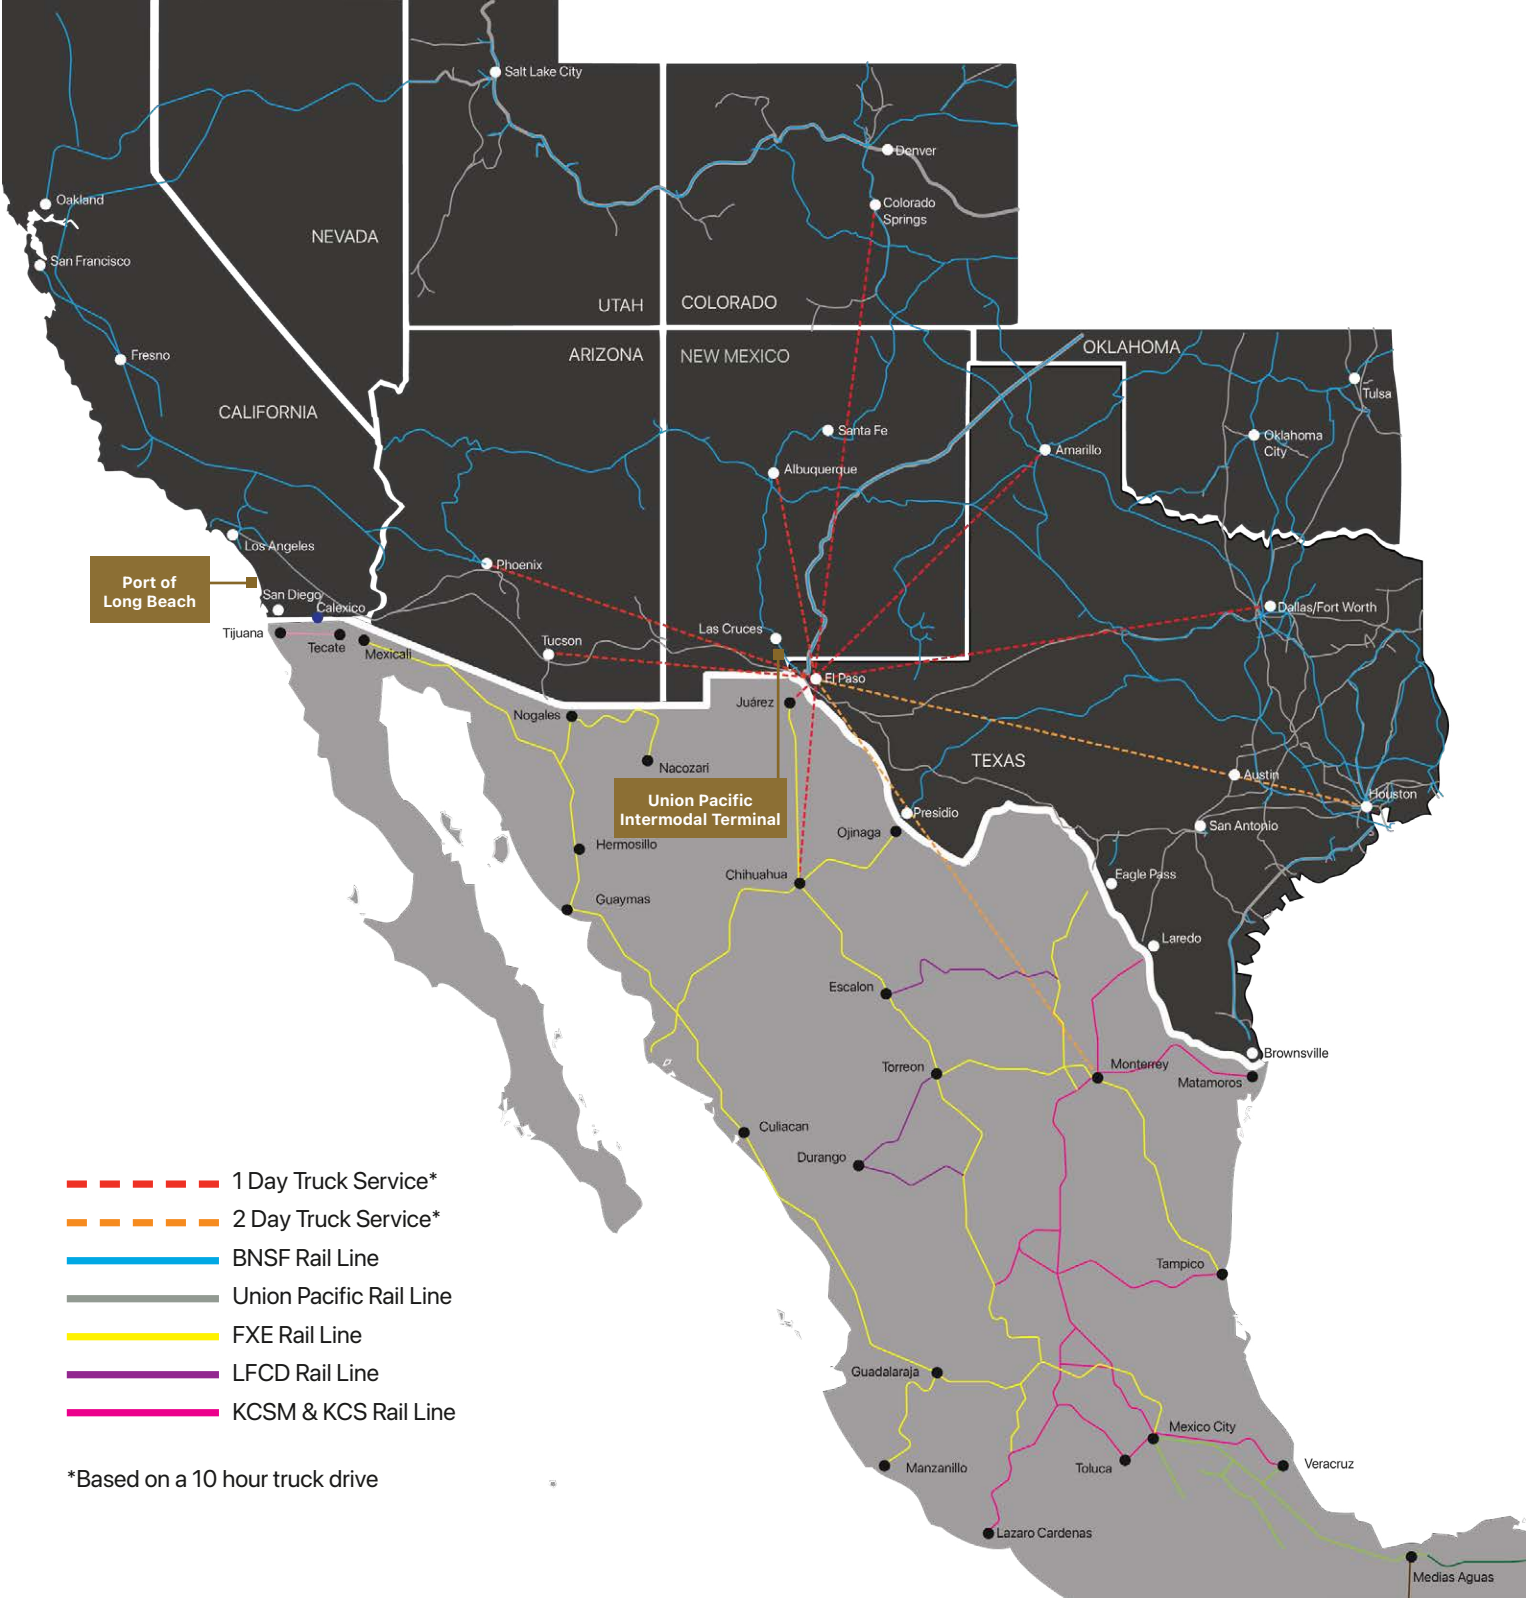 Salt Lake City
Denver
Oakland
Colorado
Springs
NEVADA
San Francisco
UTAH
COLORADO
ARIZONA
NEW MEXICO
OKLAHOMA
Fresno
Tulsa
CALIFORNIA
Santa Fe
Oklahoma
City
Amarillo
Albuquerque
Los Angeles
Phoenix
Port of
Long Beach
San Diego
Calexico
Dallas/Fort Worth
Tijuana
Las Cruces
Tecate
Mexicali
Tucson
El Paso
Juárez
Nogales
Nacozari
TEXAS
Austin
Union Pacific
Intermodal Terminal
Houston
Presidio
San Antonio
Ojinaga
Hermosillo
Chihuahua
Eagle Pass
Guaymas
Laredo
Escalon
Brownsville
Torreon
Monterrey
Matamoros
Culiacan
Durango
1 Day Truck Service*
2 Day Truck Service*
BNSF Rail Line
Tampico
Union Pacific Rail Line
FXE Rail Line
LFCD Rail Line
Guadalaraja
KCSM & KCS Rail Line
Mexico City
Manzanillo
Toluca
Veracruz
*Based on a 10 hour truck drive
Lazaro Cardenas
Medias Aguas